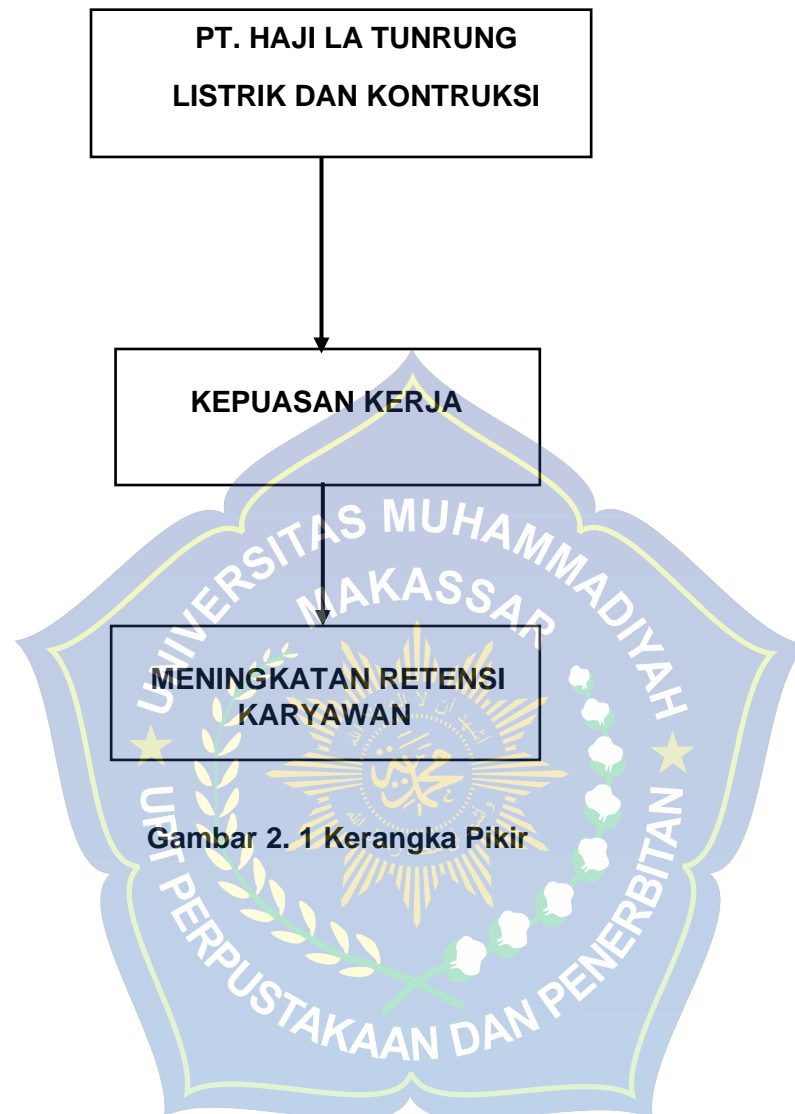 PT. HAJI LA TUNRUNG
LISTRIK DAN KONTRUKSI
KEPUASAN KERJA
UNIVERSITAS MUHAMMADIYAH
MAKASSAR
MENINGKATAN RETENSI
KARYAWAN
Gambar 2. 1 Kerangka Pikir
UPT PERPUSTAKAAN DAN PENERBITAN